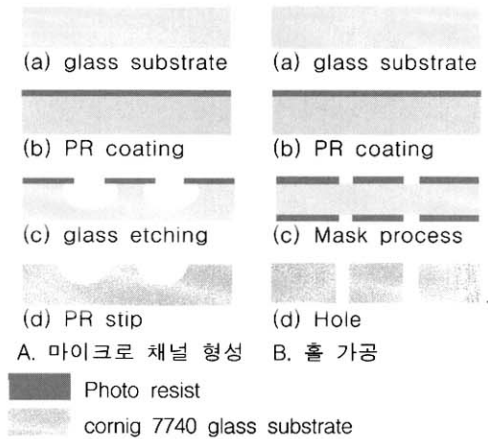 (a) glass substrate
(a) glass substrate
(b) PR coating
(b) PR coating
(c) glass etching
(c) Mask process
(d) PR stip
(d) Hole
A. 마이크로 채널 형성
B. 홀 가공
Photo resist
cornig 7740 glass substrate